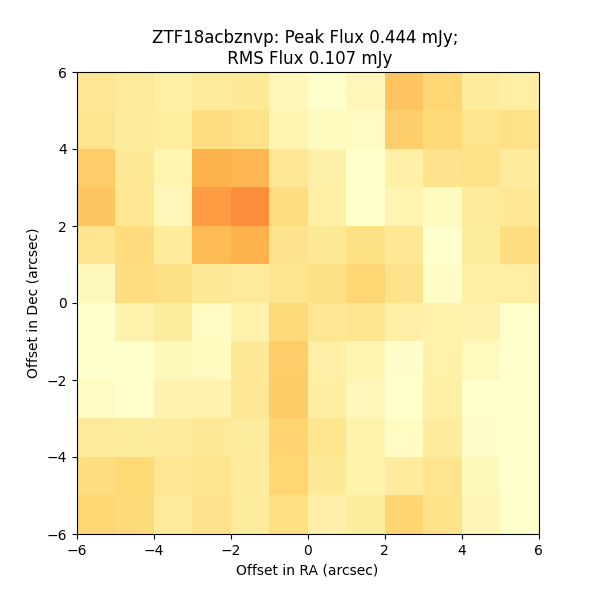 ZTF18acbznvp: Peak Flux 0.444 mJy;
RMS Flux 0.107 mJy
6
4
2
0
−2
−4
−6
Offset in Dec (arcsec)
−6 −4 −2 0 2 4 6
Offset in RA (arcsec)